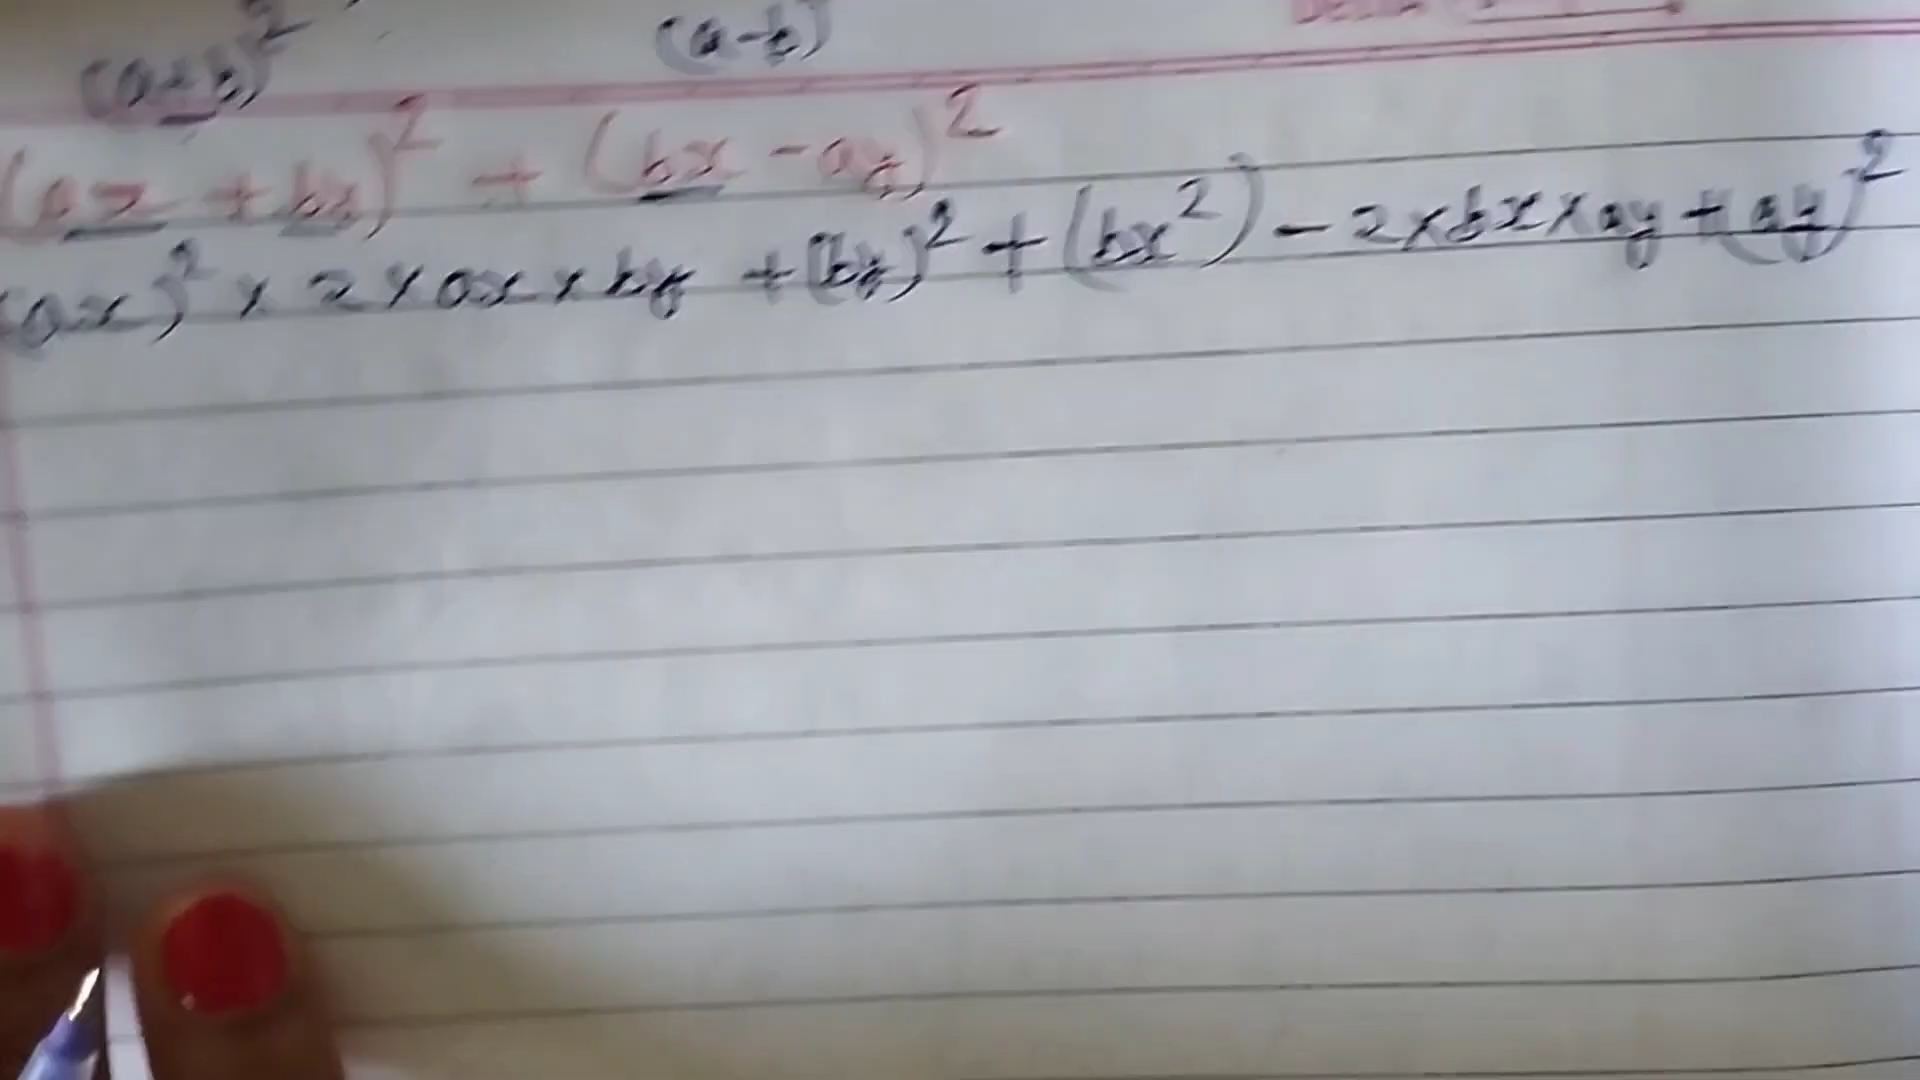 (a+b)² (a-b)
(ax + by)² + (bx - ay)²
(ax)² × 2 × ax × by + (by)² + (bx²) - 2 × bx × ay + (ay)²